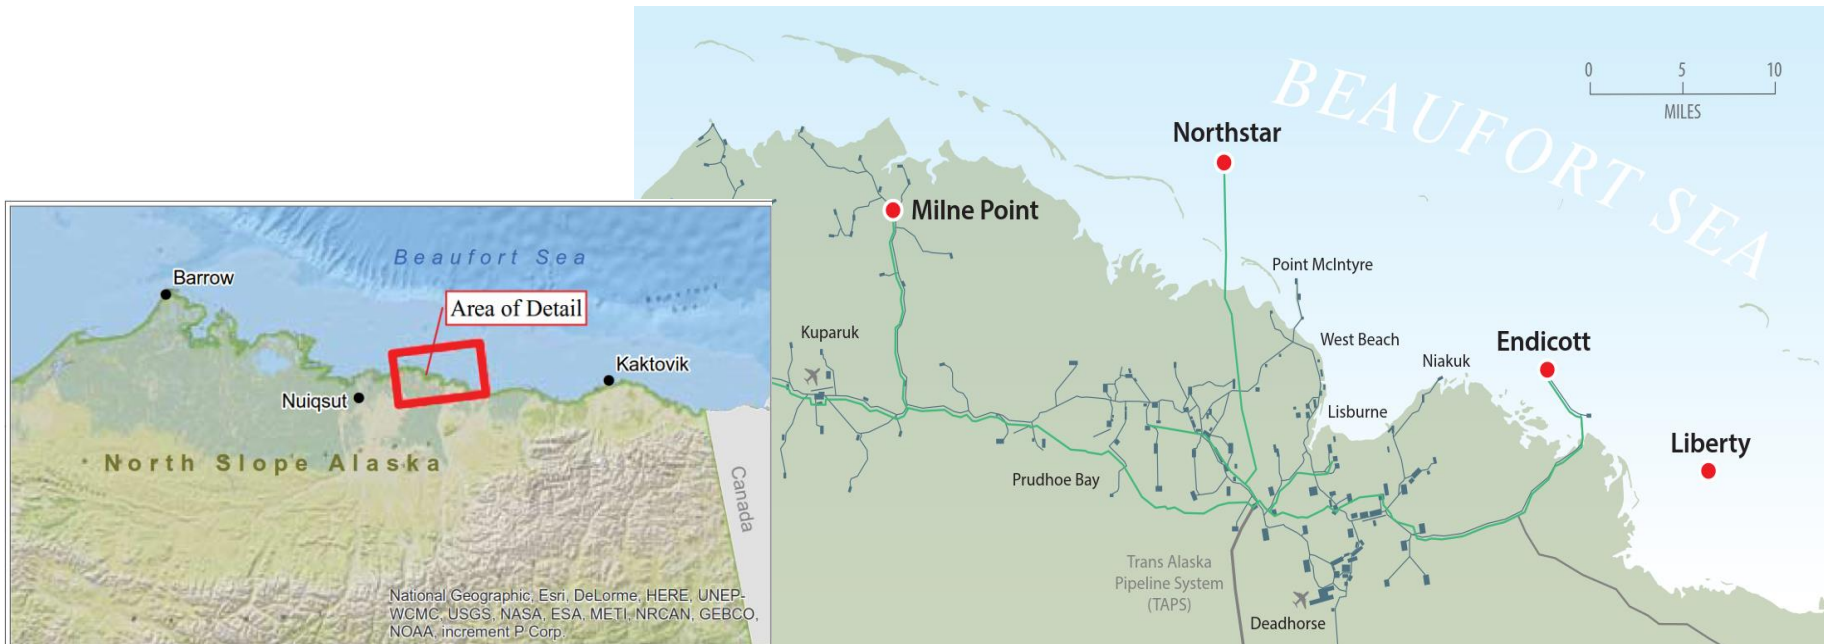 BEAUFORT SEA
0 5 10
MILES
Northstar
Milne Point
Point McIntyre
Kuparuk
West Beach
Niakuk
Endicott
Lisburne
Liberty
Prudhoe Bay
Trans Alaska
Pipeline System
(TAPS)
Deadhorse
Beaufort Sea
Barrow
Area of Detail
Kaktovik
Nuiqsut
North Slope Alaska
Canada
National Geographic, Esri, DeLorme, HERE, UNEP-
WCMC, USGS, NASA, ESA, METI, NRCAN, GEBCO,
NOAA, increment P Corp.